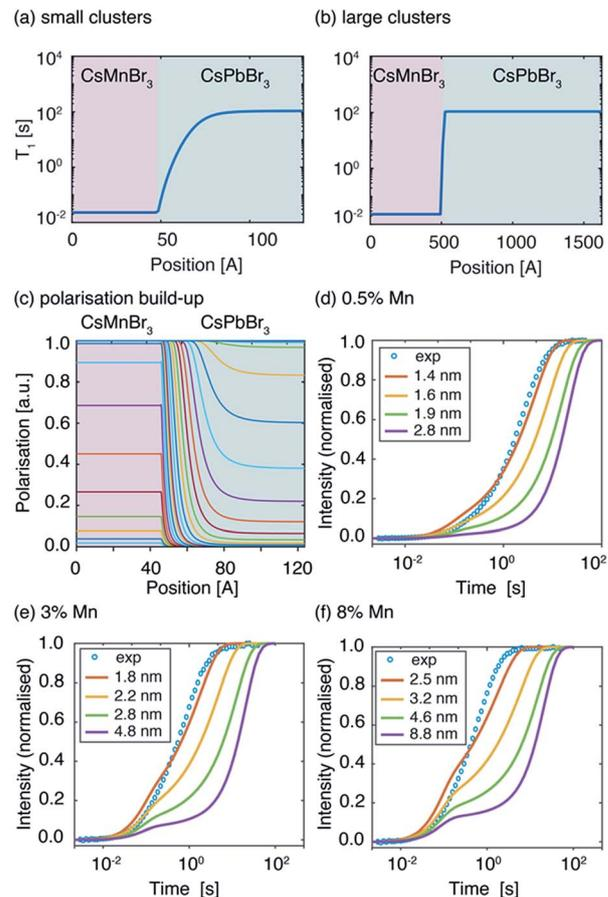 (a) small clusters
(b) large clusters
CsMnBr3
CsPbBr3
CsMnBr3
CsPbBr3
T1 [s]
10^4
10^2
10^0
10^-2
10^4
10^2
10^0
10^-2
0
50
100
0
500
1000
1500
Position [A]
Position [A]
(c) polarisation build-up
(d) 0.5% Mn
CsMnBr3
CsPbBr3
Polarisation [a.u.]
1.0
0.8
0.6
0.4
0.2
0.0
0
40
80
120
Position [A]
Intensity (normalised)
1.0
0.8
0.6
0.4
0.2
0.0
exp
1.4 nm
1.6 nm
1.9 nm
2.8 nm
10^-2
10^0
10^2
Time [s]
(e) 3% Mn
(f) 8% Mn
Intensity (normalised)
1.0
0.8
0.6
0.4
0.2
0.0
exp
1.8 nm
2.2 nm
2.8 nm
4.8 nm
10^-2
10^0
10^2
Time [s]
Intensity (normalised)
1.0
0.8
0.6
0.4
0.2
0.0
exp
2.5 nm
3.2 nm
4.6 nm
8.8 nm
10^-2
10^0
10^2
Time [s]